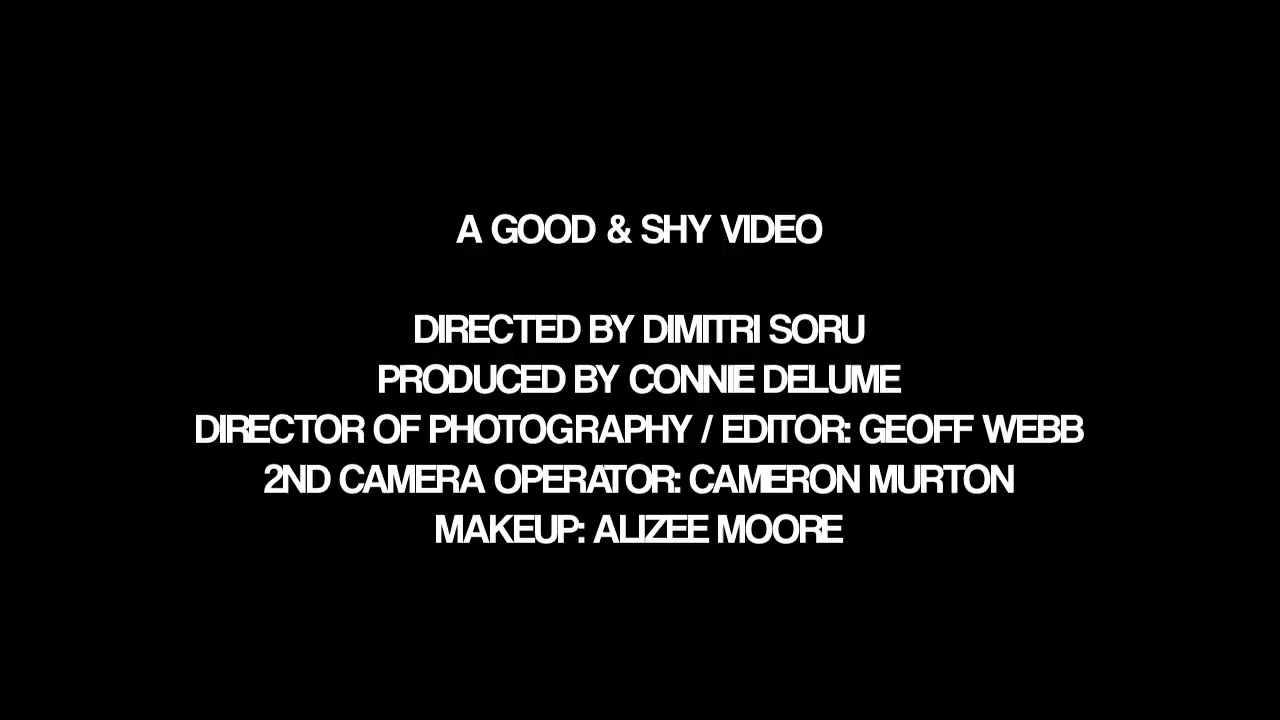 A GOOD & SHY VIDEO
DIRECTED BY DIMITRI SORU
PRODUCED BY CONNIE DELUME
DIRECTOR OF PHOTOGRAPHY / EDITOR: GEOFF WEBB
2ND CAMERA OPERATOR: CAMERON MURTON
MAKEUP: ALIZEE MOORE